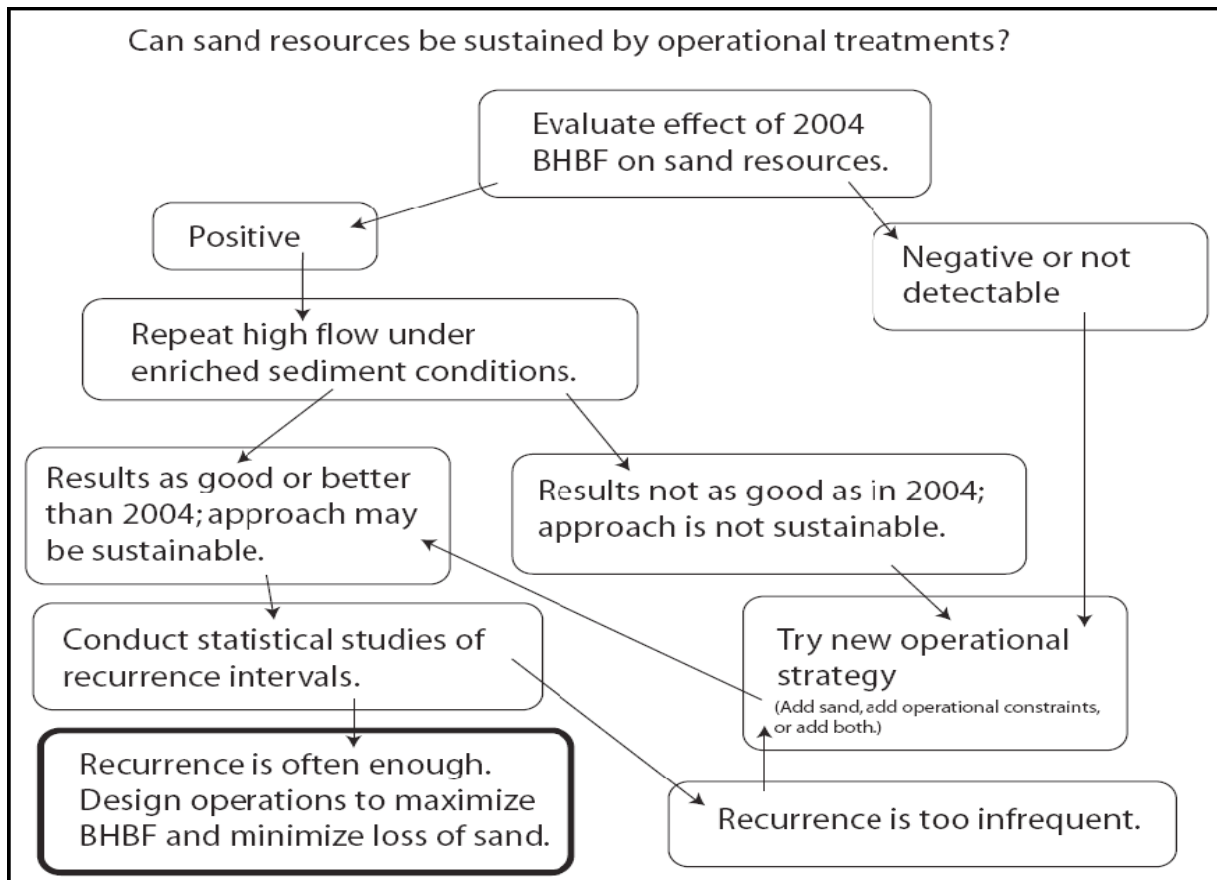 Can sand resources be sustained by operational treatments?
Evaluate effect of 2004
BHBF on sand resources.
Positive
Negative or not
detectable
Repeat high flow under
enriched sediment conditions.
Results as good or better
than 2004; approach may
be sustainable.
Results not as good as in 2004;
approach is not sustainable.
Conduct statistical studies of
recurrence intervals.
Try new operational
strategy
(Add sand, add operational constraints,
or add both.)
Recurrence is often enough.
Design operations to maximize
BHBF and minimize loss of sand.
Recurrence is too infrequent.